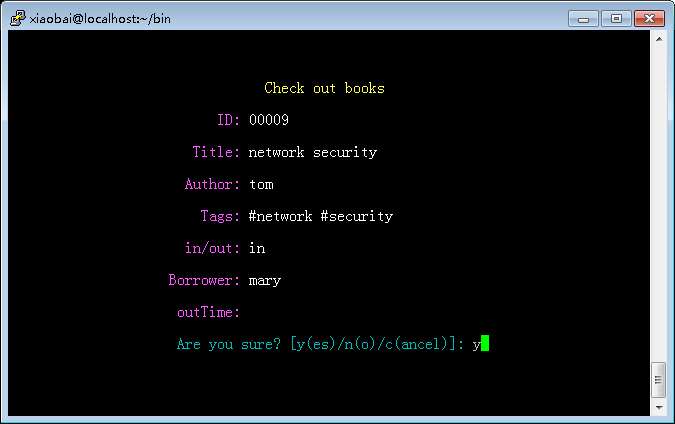 xiaobai@localhost:~/bin
Check out books
ID: 00009
Title: network security
Author: tom
Tags: #network #security
in/out: in
Borrower: mary
outTime:
Are you sure? [y(es)/n(o)/c(ancel)]: y